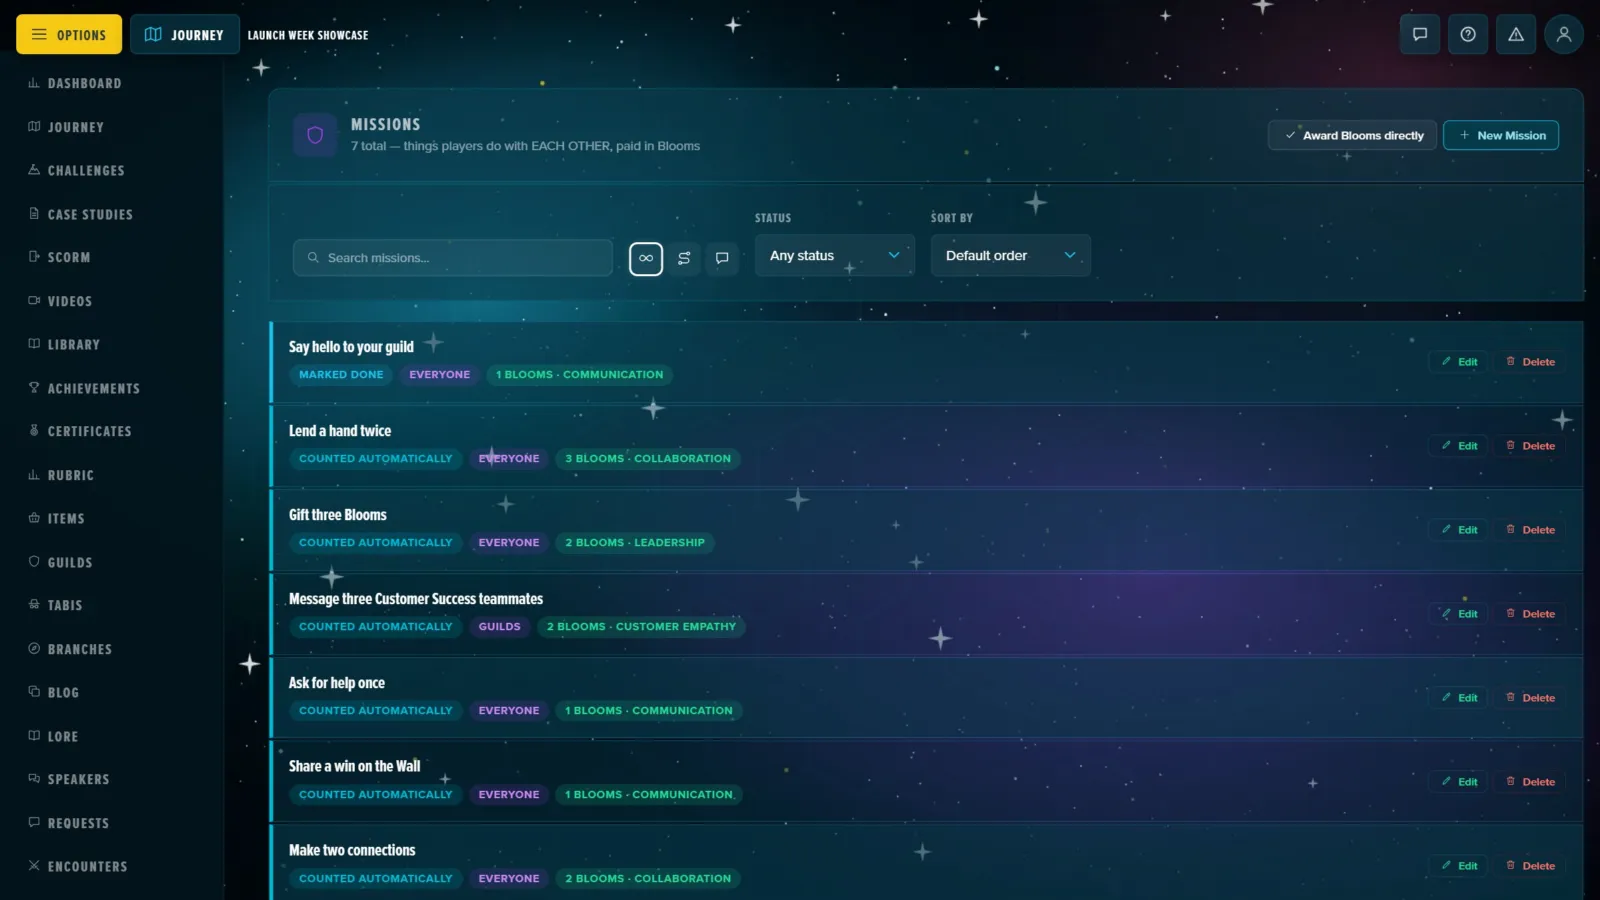 OPTIONS
JOURNEY
LAUNCH WEEK SHOWCASE
DASHBOARD
JOURNEY
CHALLENGES
CASE STUDIES
SCORM
VIDEOS
LIBRARY
ACHIEVEMENTS
CERTIFICATES
RUBRIC
ITEMS
GUILDS
TABIS
BRANCHES
BLOG
LORE
SPEAKERS
REQUESTS
ENCOUNTERS
MISSIONS
7 total — things players do with EACH OTHER, paid in Blooms
Award Blooms directly
New Mission
Search missions...
STATUS
Any status
SORT BY
Default order
Say hello to your guild
MARKED DONE EVERYONE 1 BLOOMS · COMMUNICATION
Edit Delete
Lend a hand twice
COUNTED AUTOMATICALLY EVERYONE 3 BLOOMS · COLLABORATION
Edit Delete
Gift three Blooms
COUNTED AUTOMATICALLY EVERYONE 2 BLOOMS · LEADERSHIP
Edit Delete
Message three Customer Success teammates
COUNTED AUTOMATICALLY GUILDS 2 BLOOMS · CUSTOMER EMPATHY
Edit Delete
Ask for help once
COUNTED AUTOMATICALLY EVERYONE 1 BLOOMS · COMMUNICATION
Edit Delete
Share a win on the Wall
COUNTED AUTOMATICALLY EVERYONE 1 BLOOMS · COMMUNICATION
Edit Delete
Make two connections
COUNTED AUTOMATICALLY EVERYONE 2 BLOOMS · COLLABORATION
Edit Delete